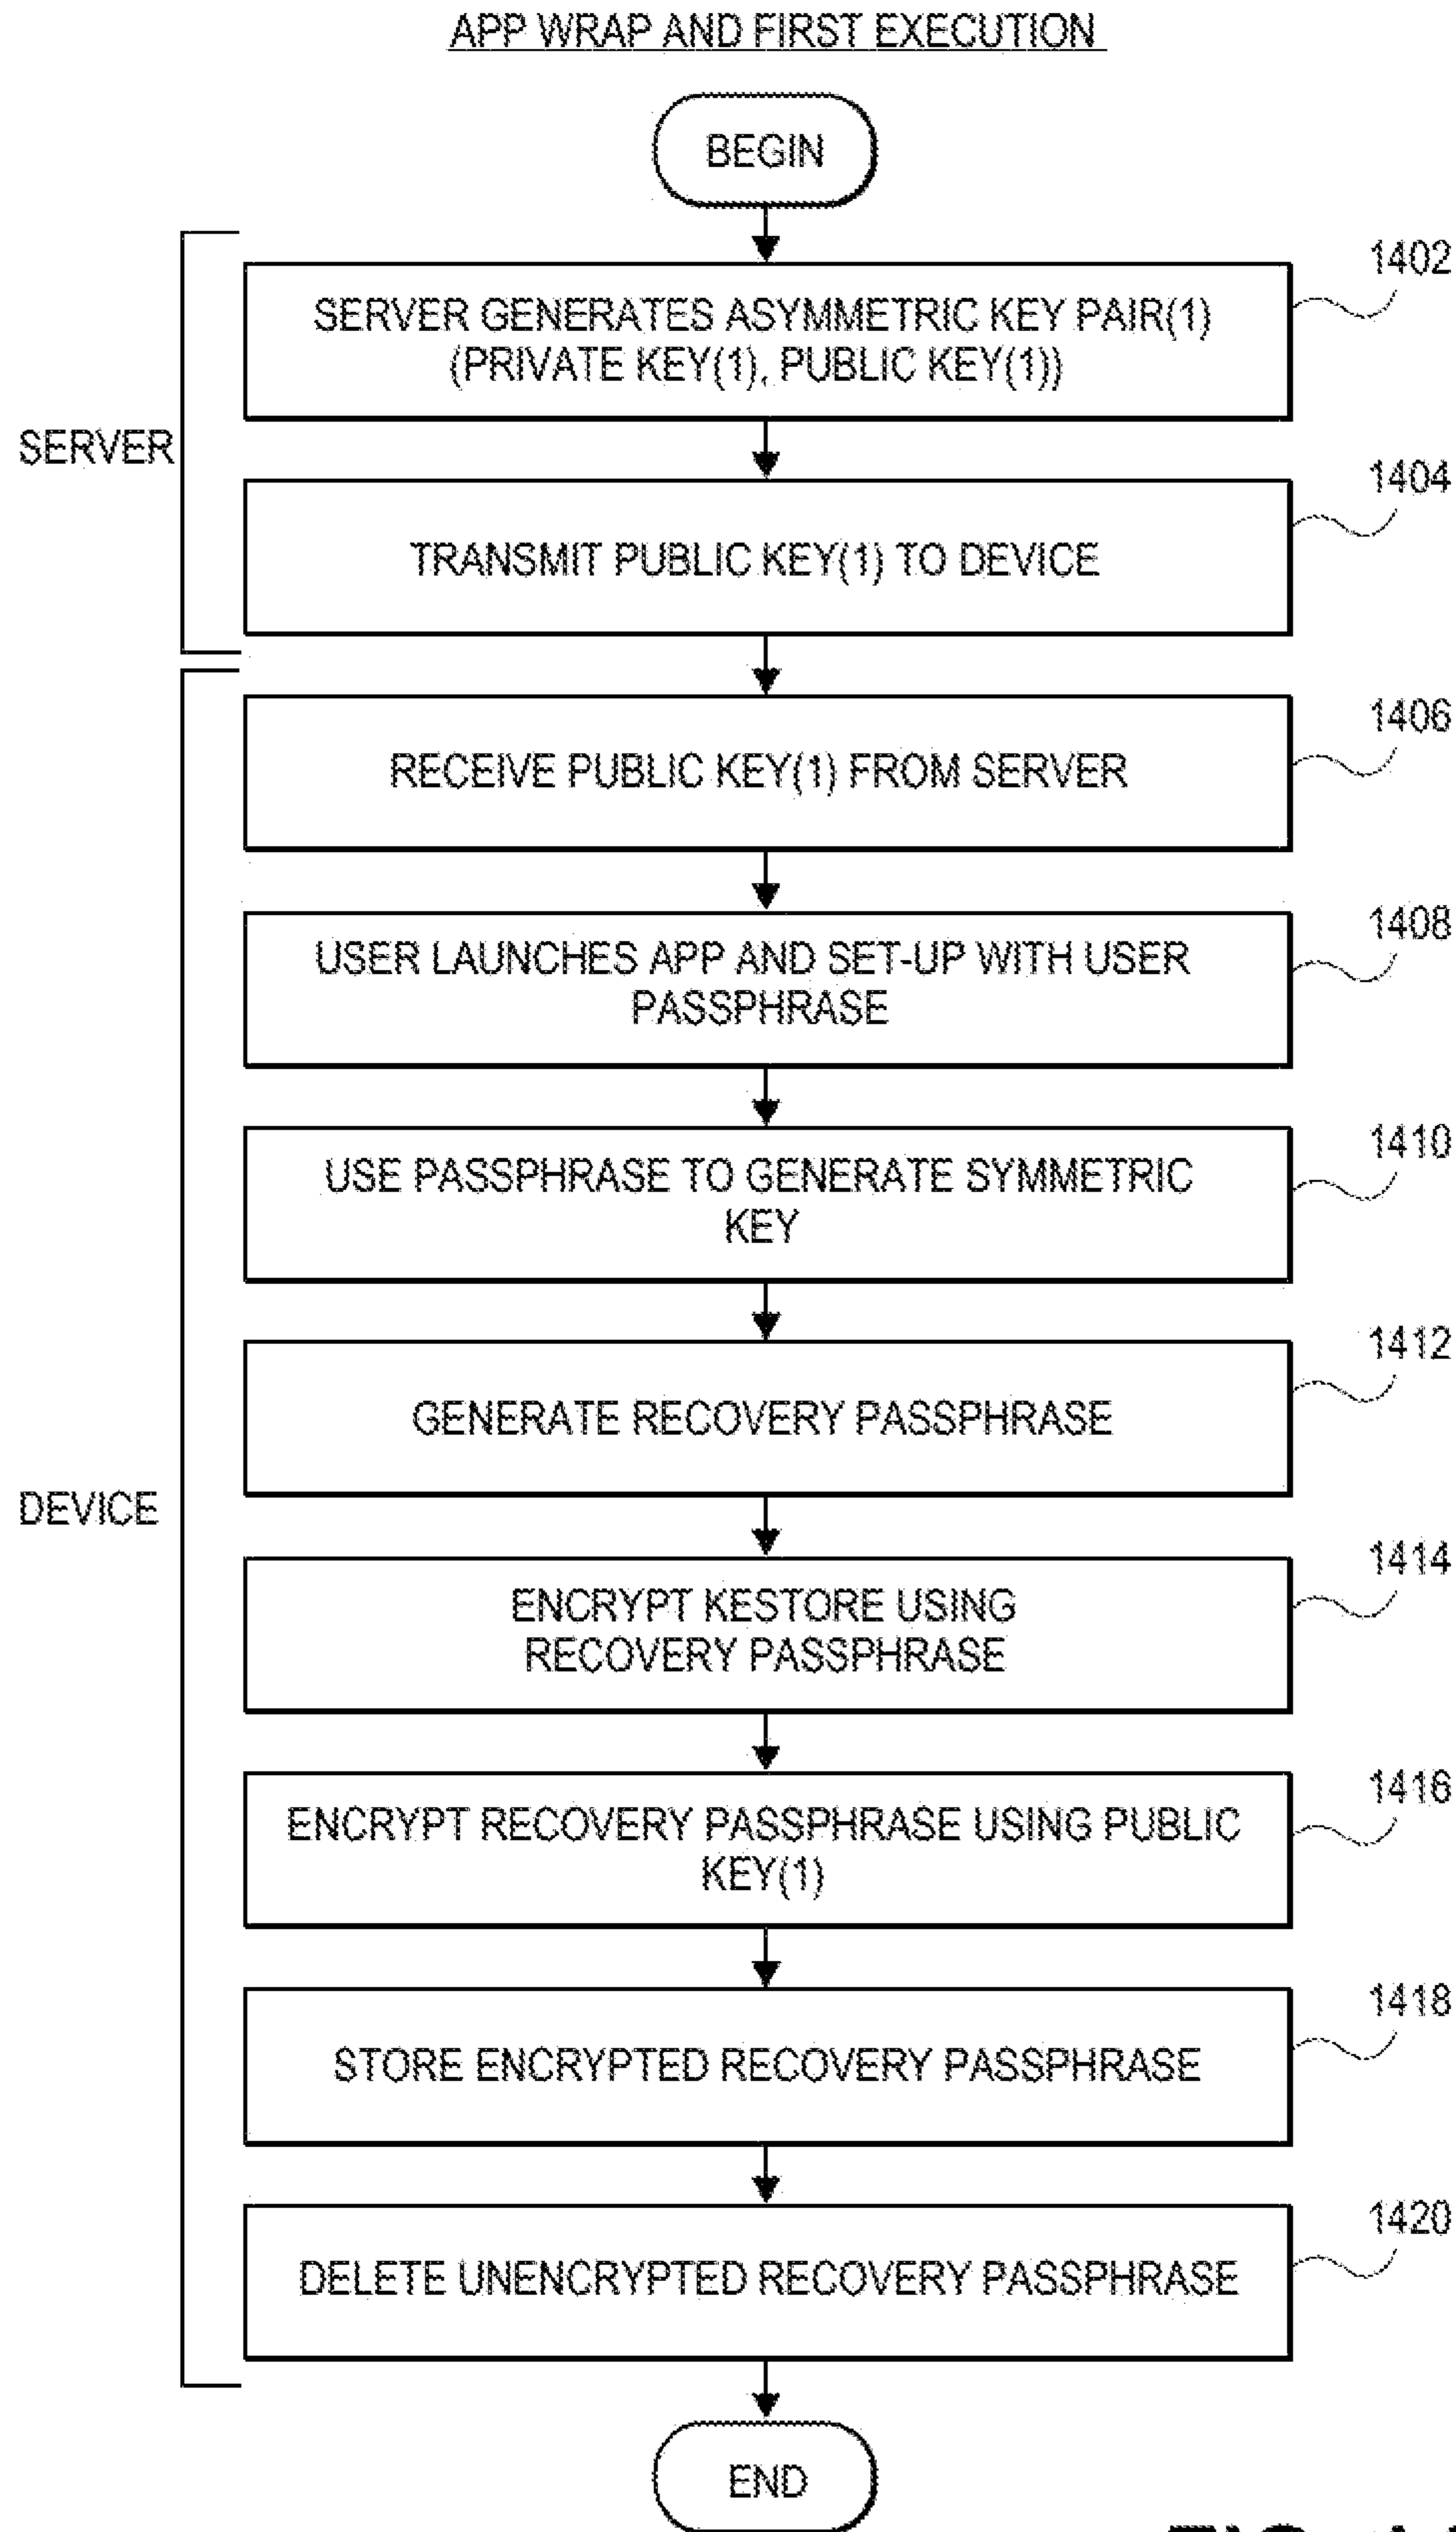 APP WRAP AND FIRST EXECUTION
BEGIN
1402
SERVER GENERATES ASYMMETRIC KEY PAIR(1)
(PRIVATE KEY(1), PUBLIC KEY(1))
SERVER
1404
TRANSMIT PUBLIC KEY(1) TO DEVICE
1406
RECEIVE PUBLIC KEY(1) FROM SERVER
1408
USER LAUNCHES APP AND SET-UP WITH USER
PASSPHRASE
1410
USE PASSPHRASE TO GENERATE SYMMETRIC
KEY
1412
GENERATE RECOVERY PASSPHRASE
DEVICE
1414
ENCRYPT KESTORE USING
RECOVERY PASSPHRASE
1416
ENCRYPT RECOVERY PASSPHRASE USING PUBLIC
KEY(1)
1418
STORE ENCRYPTED RECOVERY PASSPHRASE
1420
DELETE UNENCRYPTED RECOVERY PASSPHRASE
END